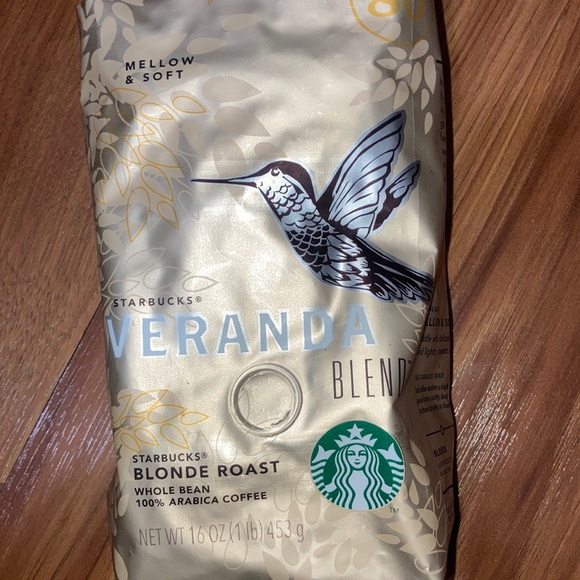 MELLOW
& SOFT
STARBUCKS®
VERANDA
BLEND
STARBUCKS®
BLONDE ROAST
WHOLE BEAN
100% ARABICA COFFEE
NET WT 16 OZ (1 lb) 453 g
TM